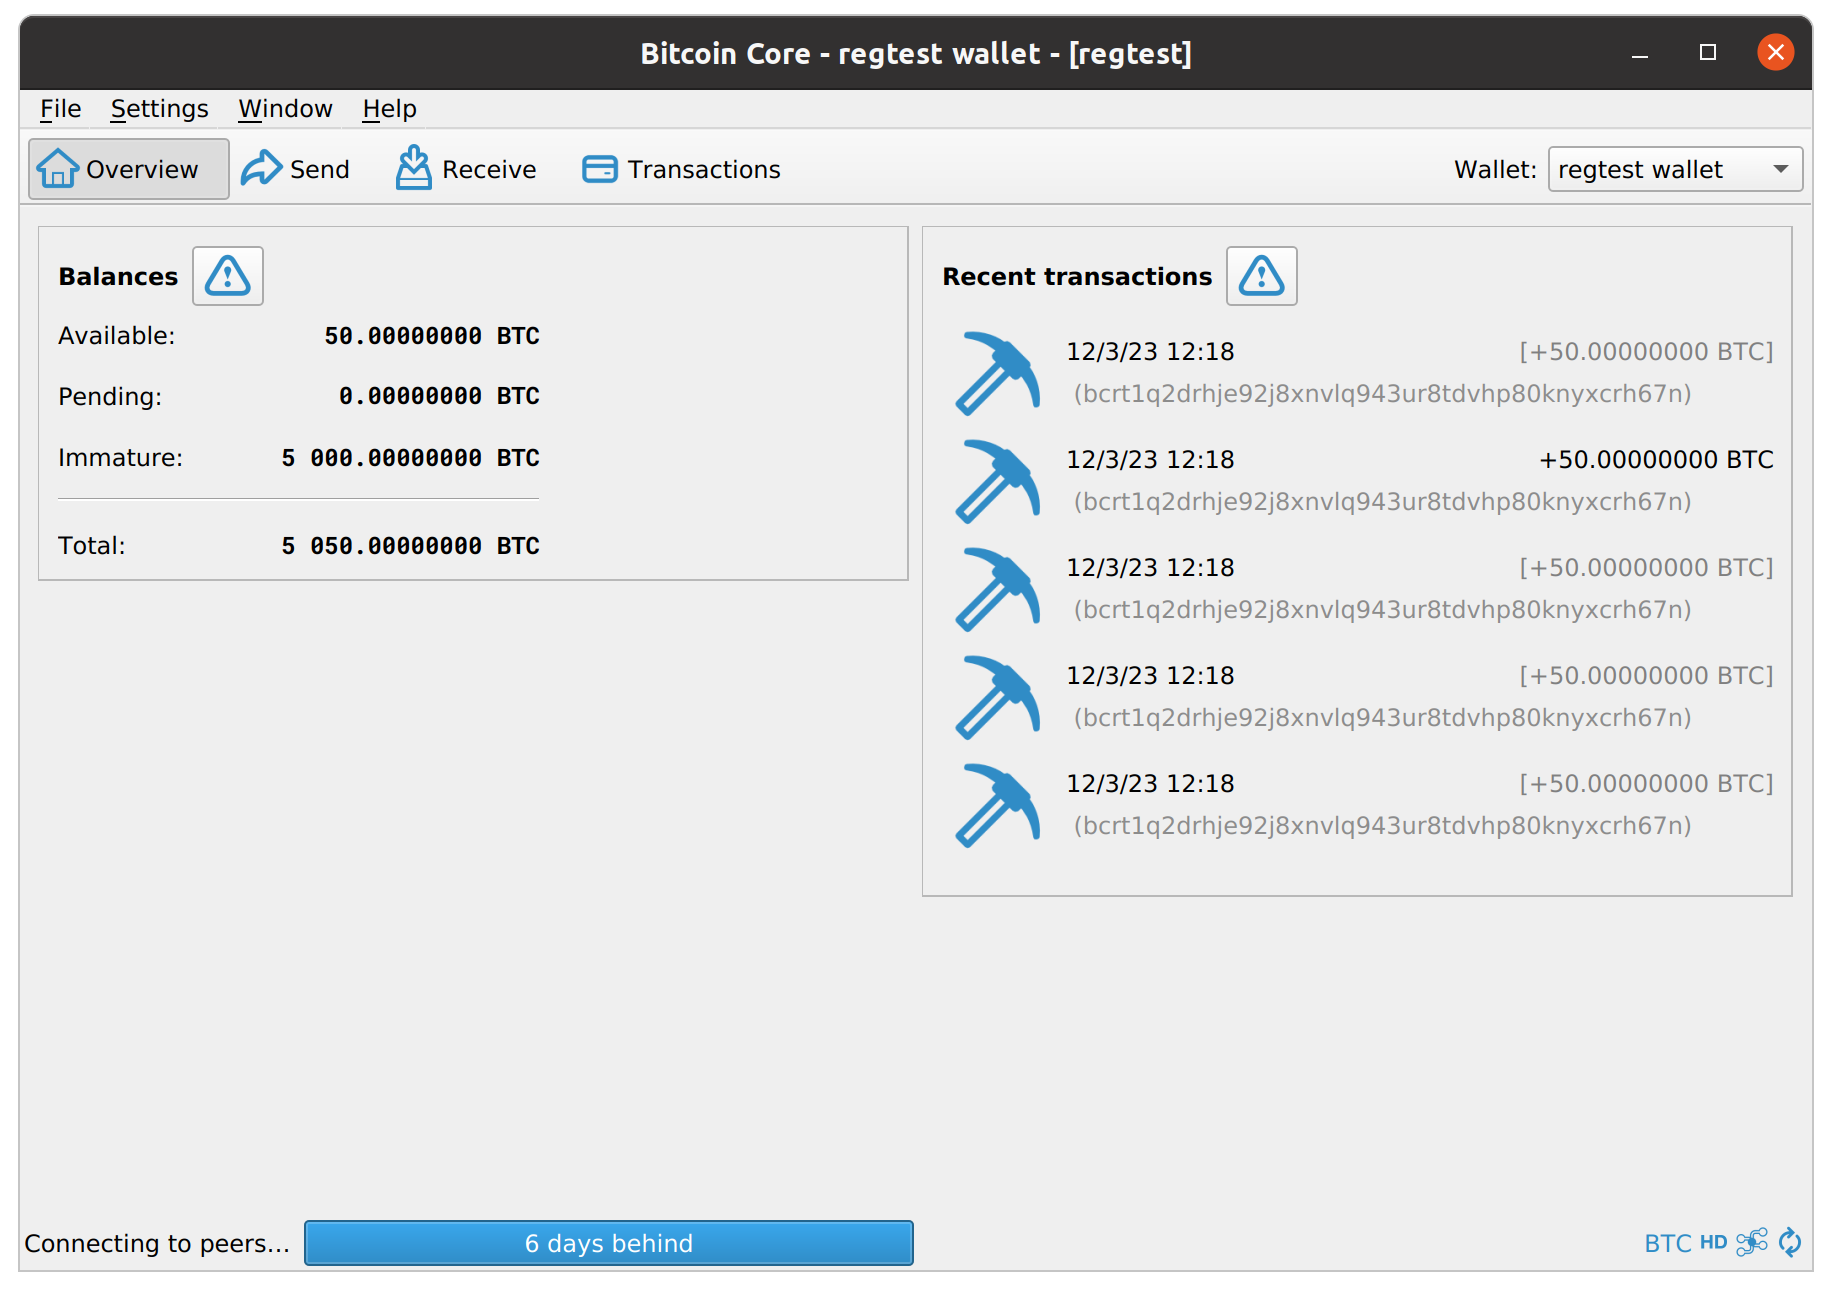 Bitcoin Core - regtest wallet - [regtest]
File Settings Window Help
Overview Send Receive Transactions Wallet: regtest wallet
Balances
Available: 50.00000000 BTC
Pending: 0.00000000 BTC
Immature: 5 000.00000000 BTC
Total: 5 050.00000000 BTC
Recent transactions
12/3/23 12:18 [+50.00000000 BTC]
(bcrt1q2drhje92j8xnvlq943ur8tdvhp80knyxcrh67n)
12/3/23 12:18 +50.00000000 BTC
(bcrt1q2drhje92j8xnvlq943ur8tdvhp80knyxcrh67n)
12/3/23 12:18 [+50.00000000 BTC]
(bcrt1q2drhje92j8xnvlq943ur8tdvhp80knyxcrh67n)
12/3/23 12:18 [+50.00000000 BTC]
(bcrt1q2drhje92j8xnvlq943ur8tdvhp80knyxcrh67n)
12/3/23 12:18 [+50.00000000 BTC]
(bcrt1q2drhje92j8xnvlq943ur8tdvhp80knyxcrh67n)
Connecting to peers... 6 days behind BTC HD